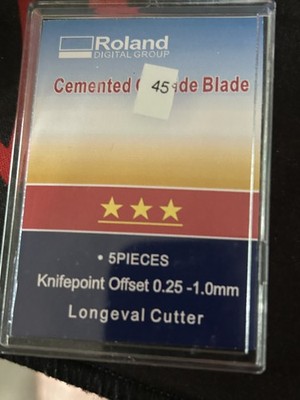 Roland
DIGITAL GROUP
Cemented de Blade
45
• 5PIECES
Knifepoint Offset 0.25 -1.0mm
Longeval Cutter